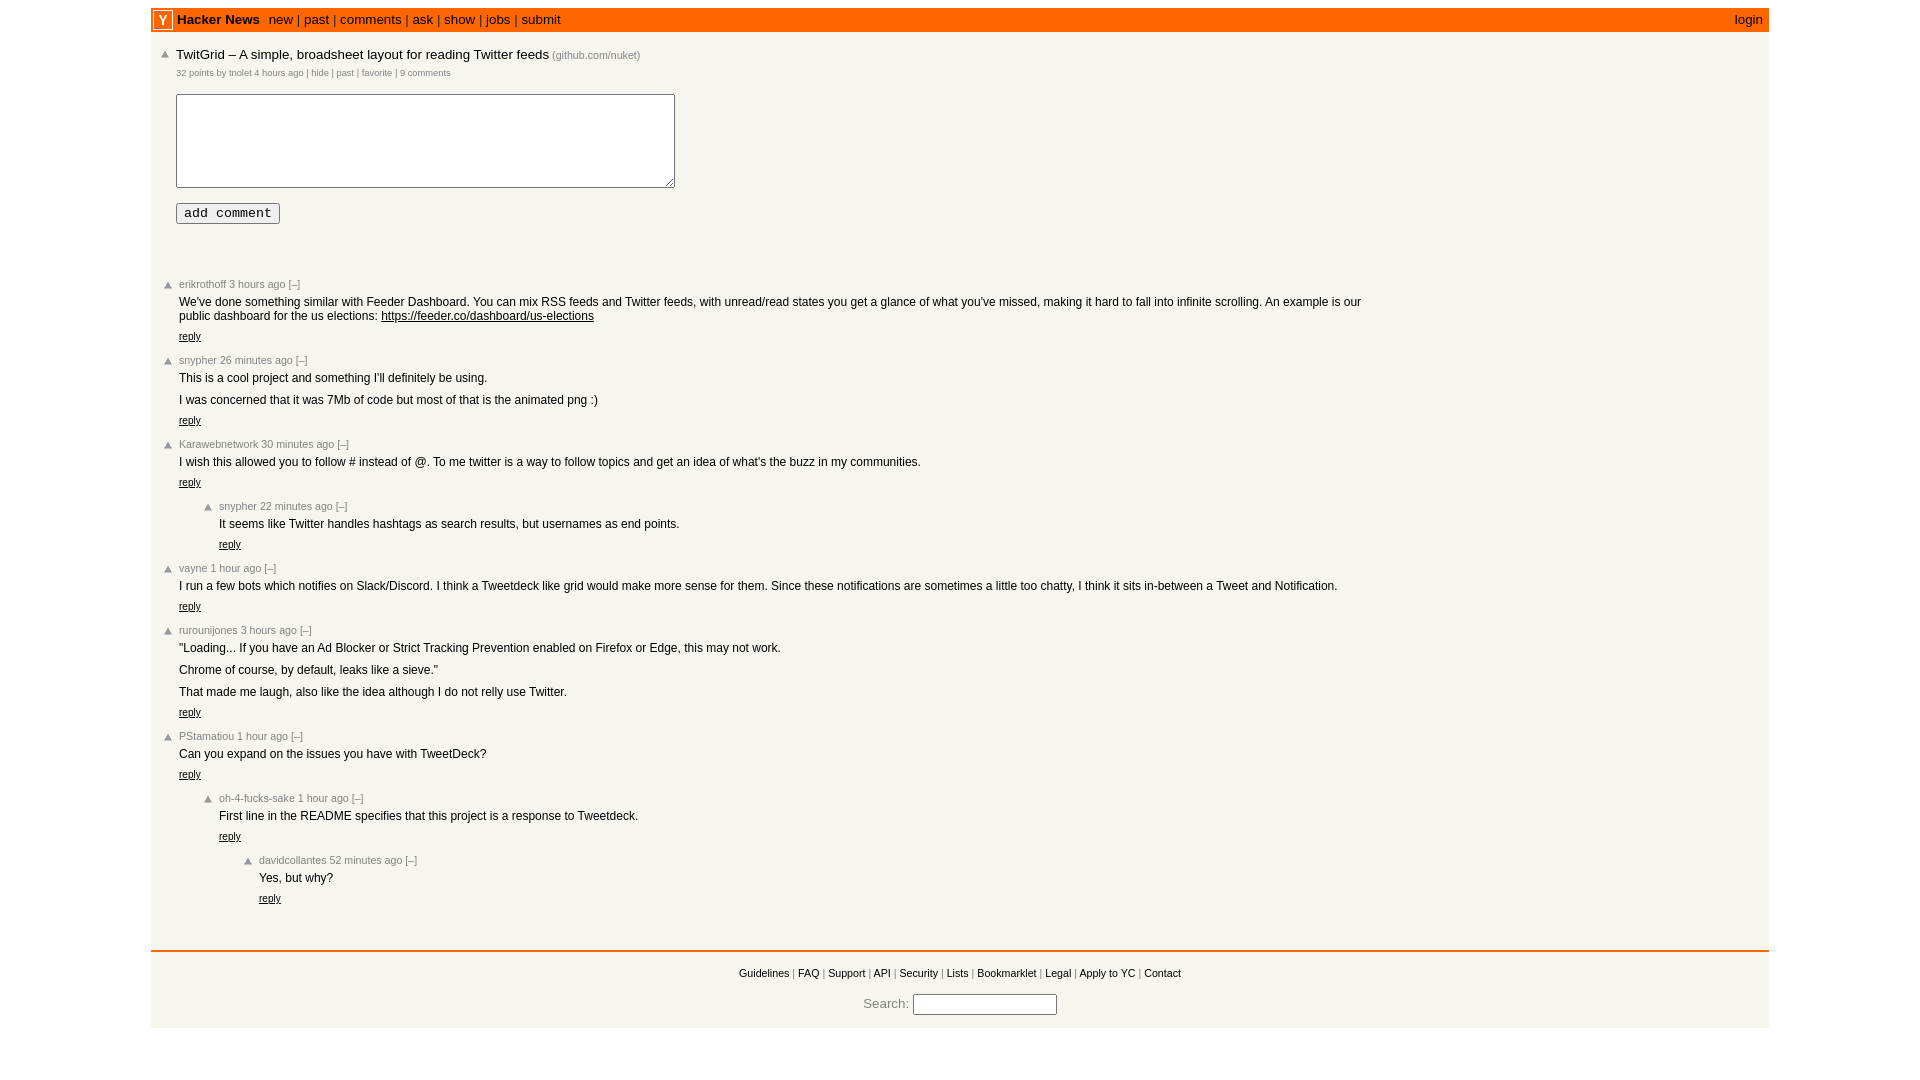 Y Hacker News new | past | comments | ask | show | jobs | submit login
TwitGrid – A simple, broadsheet layout for reading Twitter feeds (github.com/nuket)
32 points by tnolet 4 hours ago | hide | past | favorite | 9 comments
add comment
erikrothoff 3 hours ago [–]
We've done something similar with Feeder Dashboard. You can mix RSS feeds and Twitter feeds, with unread/read states you get a glance of what you've missed, making it hard to fall into infinite scrolling. An example is our
public dashboard for the us elections: https://feeder.co/dashboard/us-elections
reply
snypher 26 minutes ago [–]
This is a cool project and something I'll definitely be using.
I was concerned that it was 7Mb of code but most of that is the animated png :)
reply
Karawebnetwork 30 minutes ago [–]
I wish this allowed you to follow # instead of @. To me twitter is a way to follow topics and get an idea of what's the buzz in my communities.
reply
snypher 22 minutes ago [–]
It seems like Twitter handles hashtags as search results, but usernames as end points.
reply
vayne 1 hour ago [–]
I run a few bots which notifies on Slack/Discord. I think a Tweetdeck like grid would make more sense for them. Since these notifications are sometimes a little too chatty, I think it sits in-between a Tweet and Notification.
reply
rurounijones 3 hours ago [–]
"Loading... If you have an Ad Blocker or Strict Tracking Prevention enabled on Firefox or Edge, this may not work.
Chrome of course, by default, leaks like a sieve."
That made me laugh, also like the idea although I do not relly use Twitter.
reply
PStamatiou 1 hour ago [–]
Can you expand on the issues you have with TweetDeck?
reply
oh-4-fucks-sake 1 hour ago [–]
First line in the README specifies that this project is a response to Tweetdeck.
reply
davidcollantes 52 minutes ago [–]
Yes, but why?
reply
Guidelines | FAQ | Support | API | Security | Lists | Bookmarklet | Legal | Apply to YC | Contact
Search: